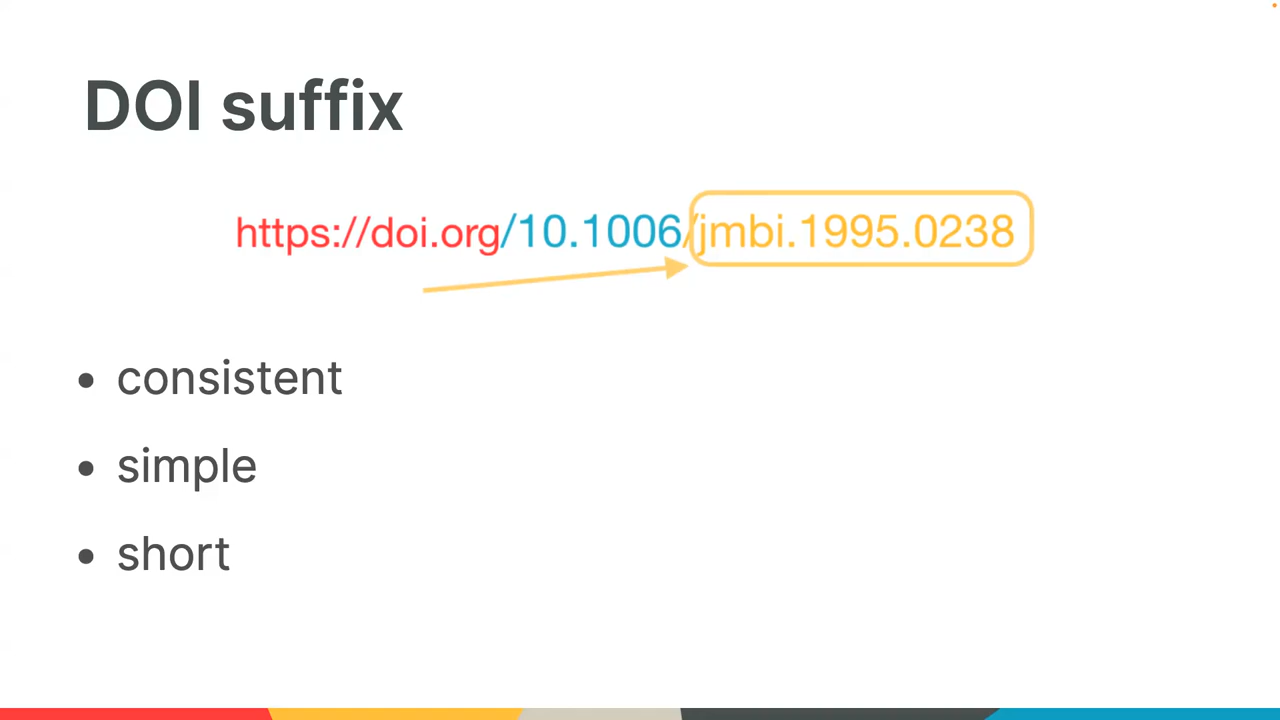 DOI suffix
https://doi.org/10.1006/jmbi.1995.0238
• consistent
• simple
• short